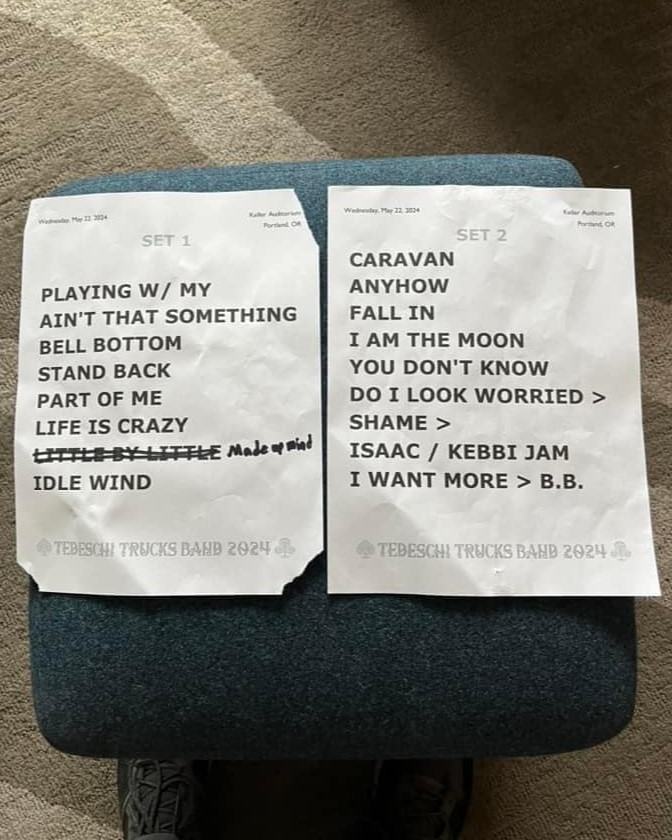 Wednesday, May 22, 2024
Keller Auditorium
Portland, OR
SET 1
PLAYING W/ MY
AIN'T THAT SOMETHING
BELL BOTTOM
STAND BACK
PART OF ME
LIFE IS CRAZY
LITTLE BY LITTLE Made up mind
IDLE WIND
TEDESCHI TRUCKS BAND 2024
Wednesday, May 22, 2024
Keller Auditorium
Portland, OR
SET 2
CARAVAN
ANYHOW
FALL IN
I AM THE MOON
YOU DON'T KNOW
DO I LOOK WORRIED >
SHAME >
ISAAC / KEBBI JAM
I WANT MORE > B.B.
TEDESCHI TRUCKS BAND 2024